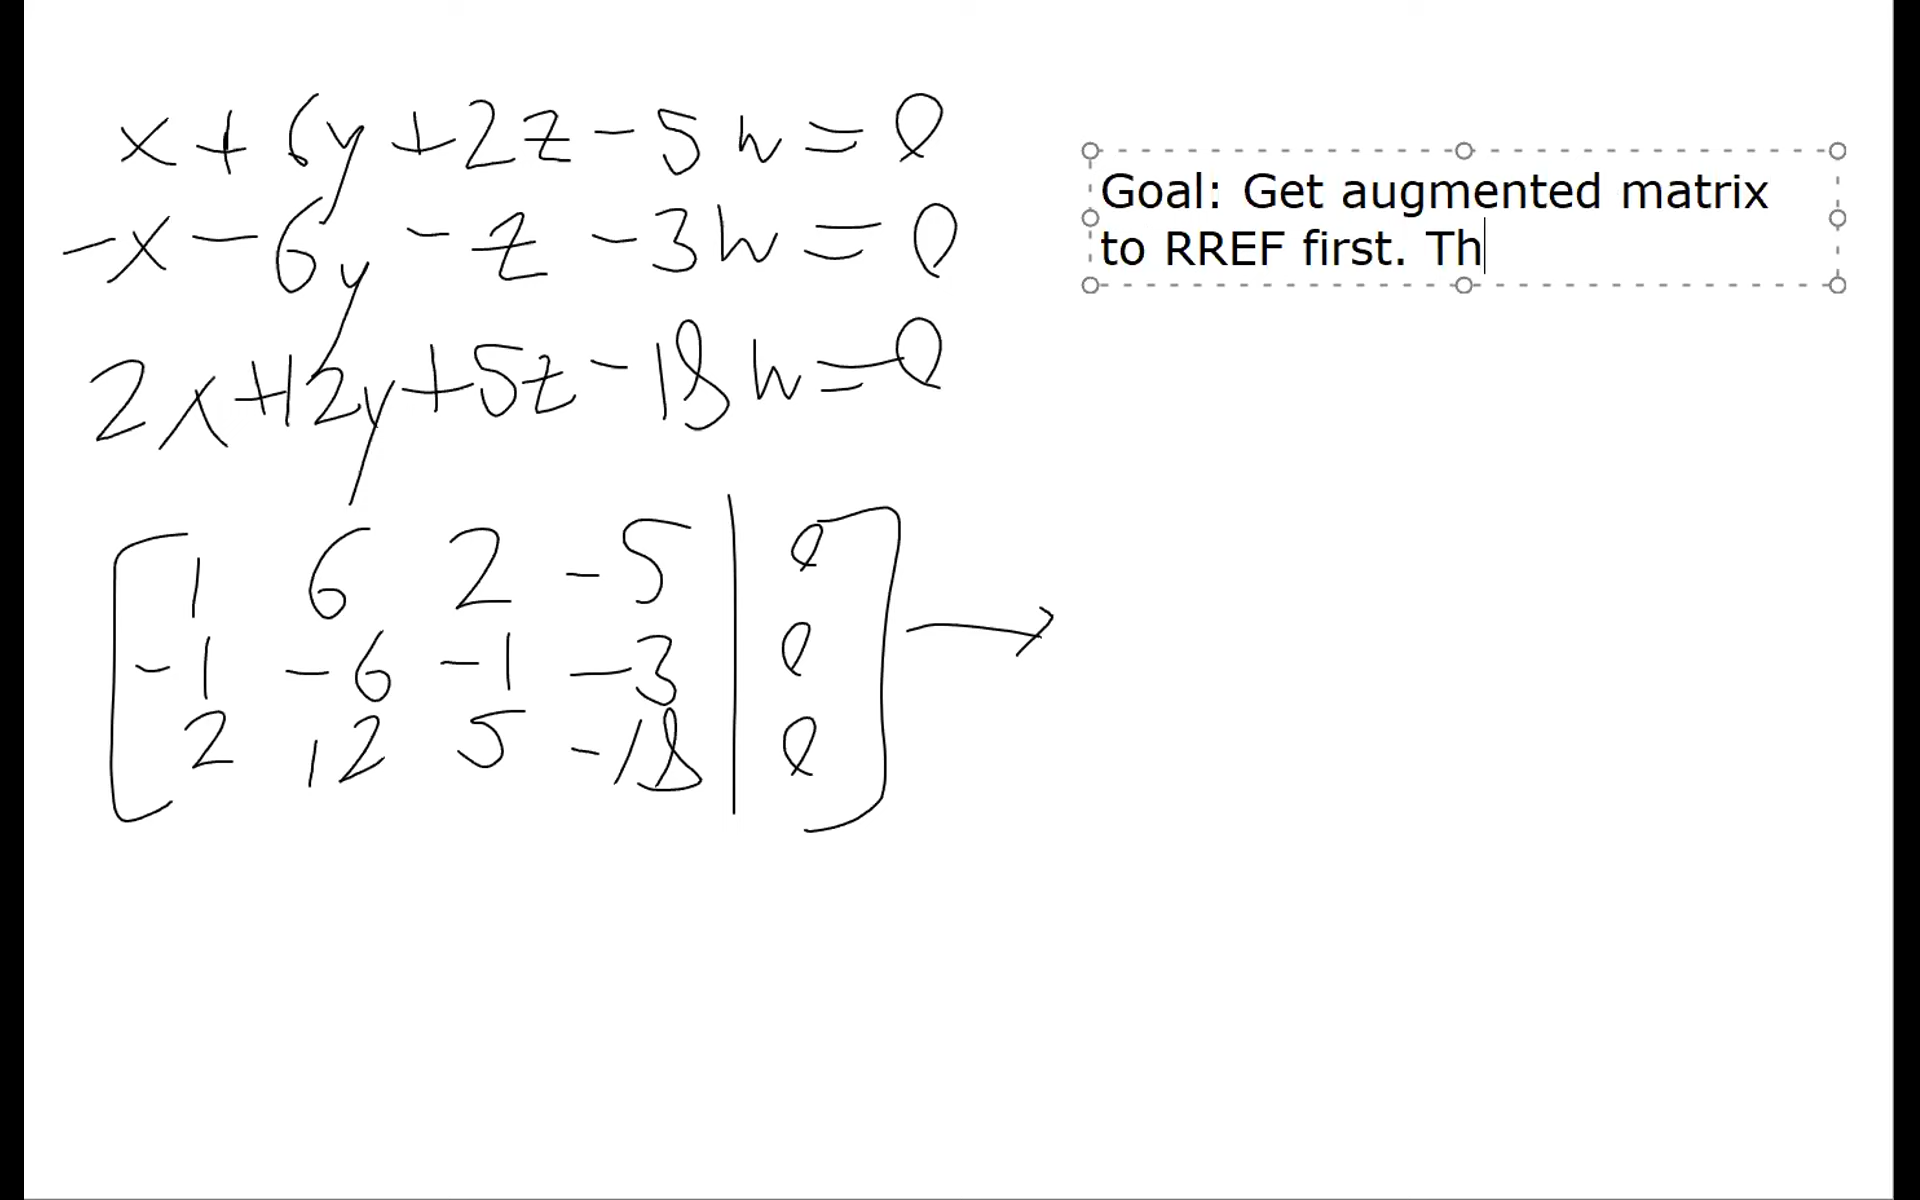 x + 6y + 2z - 5w = 0
-x - 6y - z - 3w = 0
2x + 12y + 5z - 18w = 0
Goal: Get augmented matrix
to RREF first. Th
1 6 2 -5 | 0
-1 -6 -1 -3 | 0
2 12 5 -18 | 0